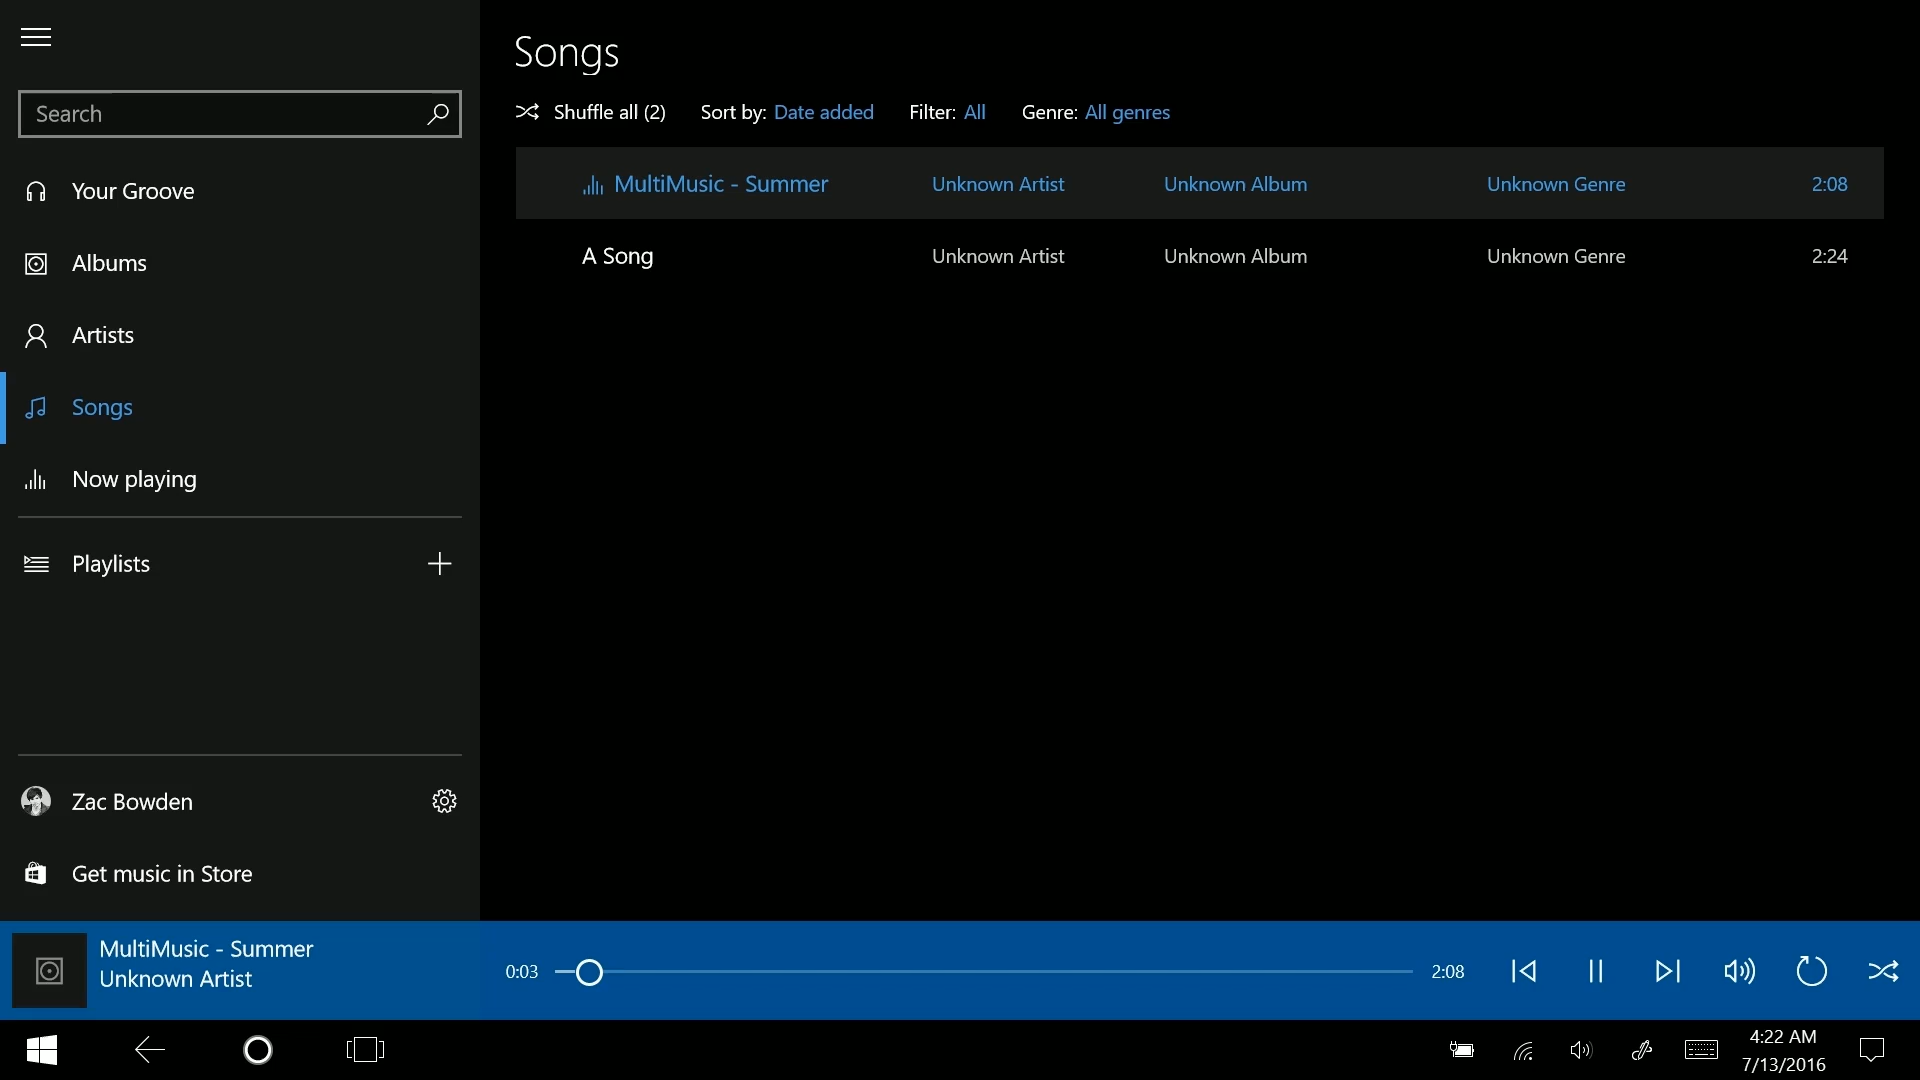 Search
Your Groove
Albums
Artists
Songs
Now playing
Playlists
Zac Bowden
Get music in Store
Songs
Shuffle all (2) Sort by: Date added Filter: All Genre: All genres
MultiMusic - Summer Unknown Artist Unknown Album Unknown Genre 2:08
A Song Unknown Artist Unknown Album Unknown Genre 2:24
MultiMusic - Summer
Unknown Artist
0:03 2:08
4:22 AM
7/13/2016